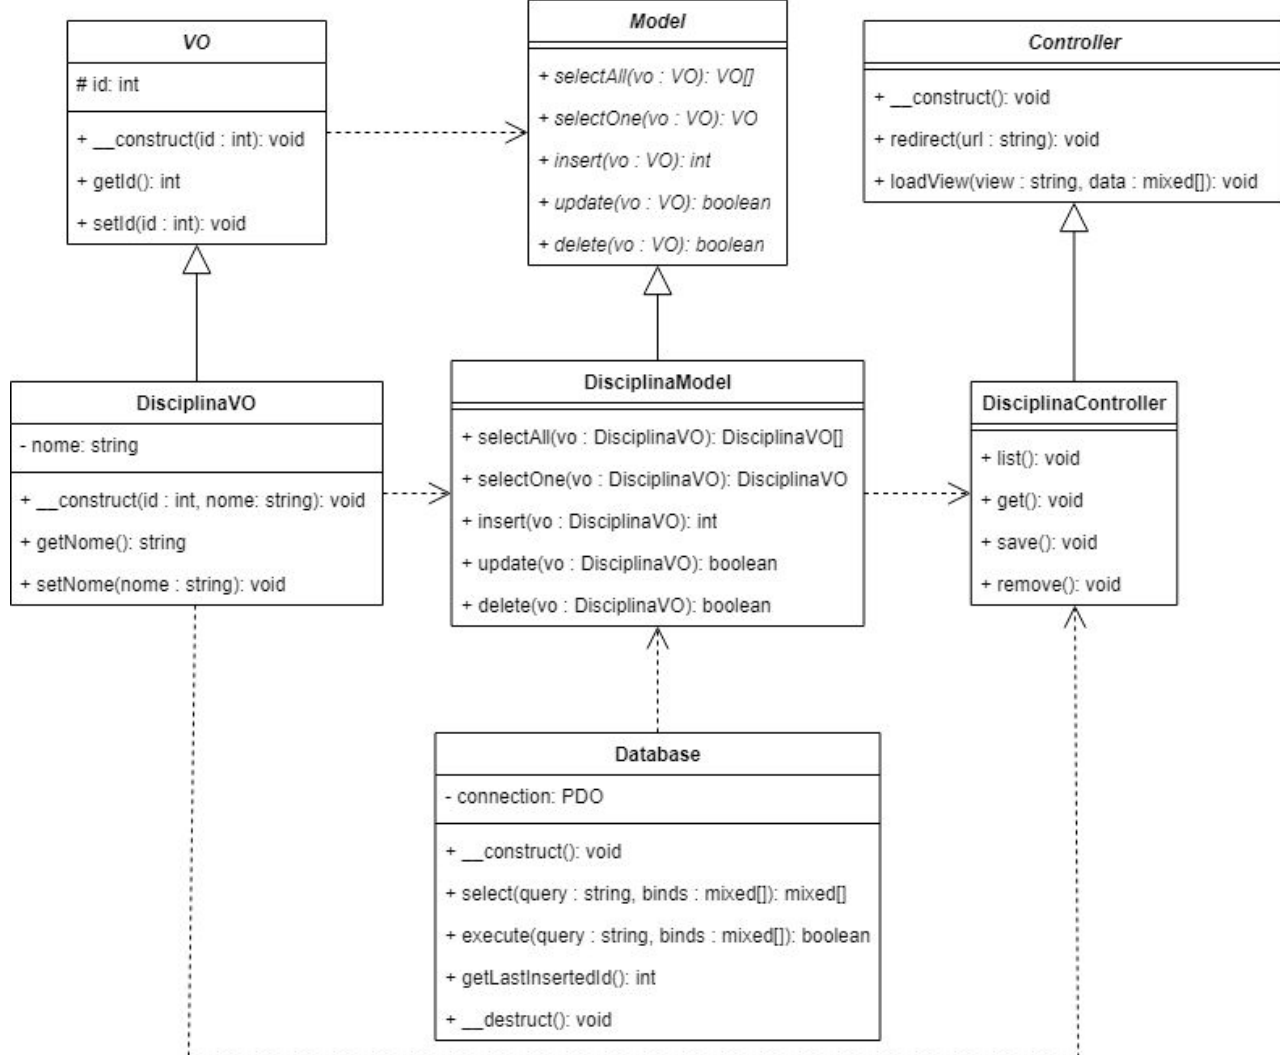 VO
# id: int
+ __construct(id : int): void
+ getId(): int
+ setId(id : int): void
Model
+ selectAll(vo : VO): VO[]
+ selectOne(vo : VO): VO
+ insert(vo : VO): int
+ update(vo : VO): boolean
+ delete(vo : VO): boolean
Controller
+ __construct(): void
+ redirect(url : string): void
+ loadView(view : string, data : mixed[]): void
DisciplinaVO
- nome: string
+ __construct(id : int, nome: string): void
+ getNome(): string
+ setNome(nome : string): void
DisciplinaModel
+ selectAll(vo : DisciplinaVO): DisciplinaVO[]
+ selectOne(vo : DisciplinaVO): DisciplinaVO
+ insert(vo : DisciplinaVO): int
+ update(vo : DisciplinaVO): boolean
+ delete(vo : DisciplinaVO): boolean
DisciplinaController
+ list(): void
+ get(): void
+ save(): void
+ remove(): void
Database
- connection: PDO
+ __construct(): void
+ select(query : string, binds : mixed[]): mixed[]
+ execute(query : string, binds : mixed[]): boolean
+ getLastInsertedId(): int
+ __destruct(): void